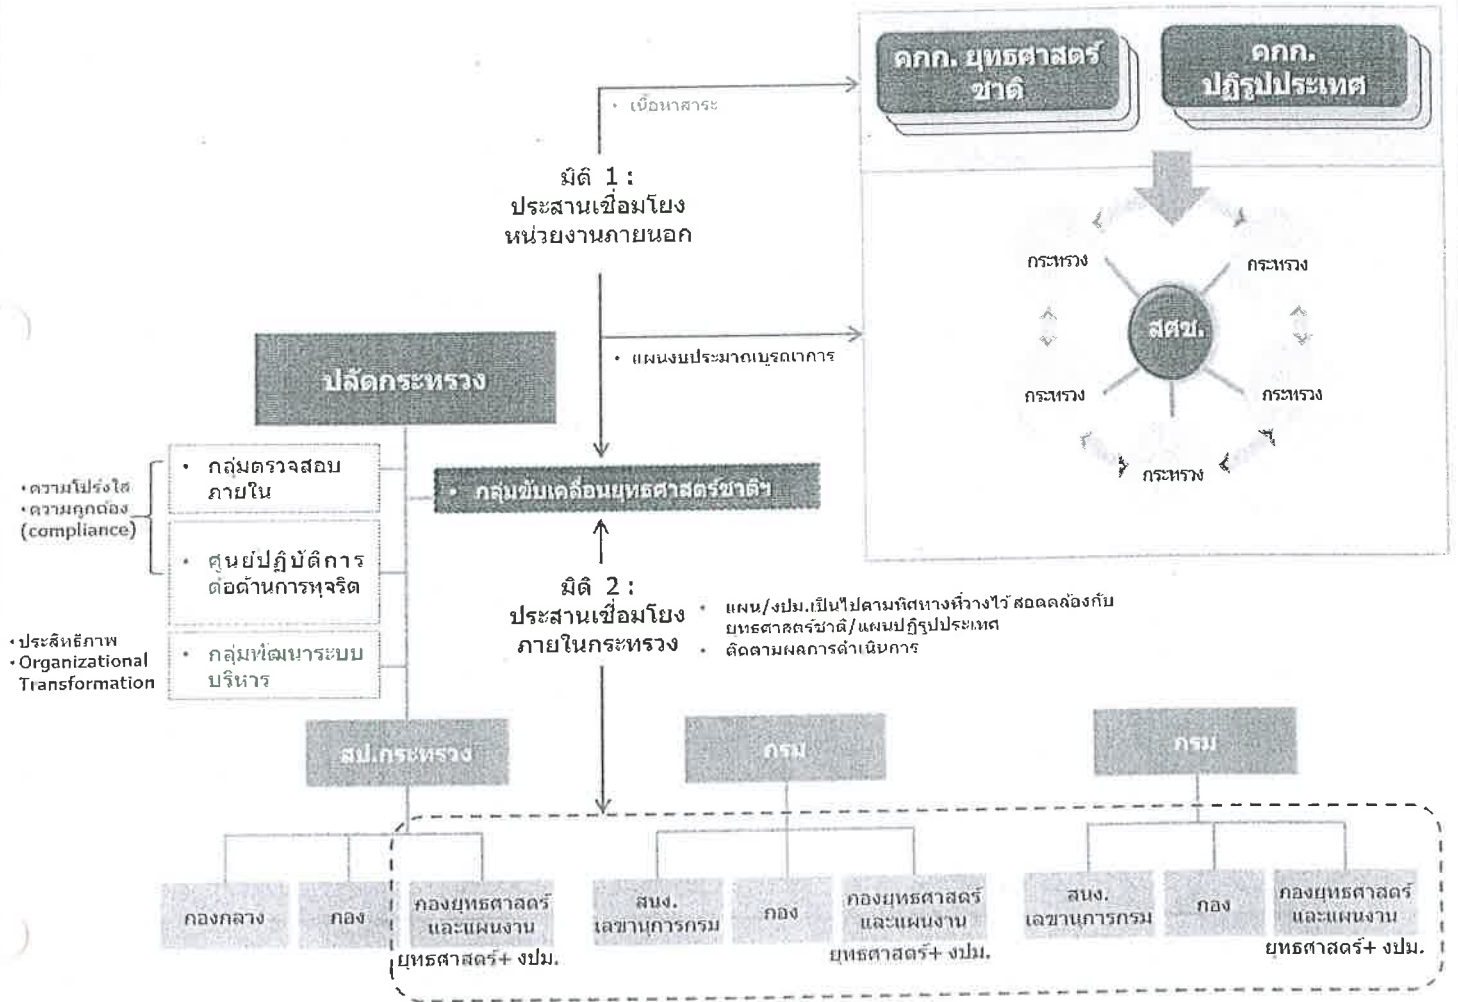 คกก. ยุทธศาสตร์
ชาติ
คกก.
ปฏิรูปประเทศ
• เนื้อหาสาระ
มิติ 1 :
ประสานเชื่อมโยง
หน่วยงานภายนอก
กระทรวง
กระทรวง
สศช.
กระทรวง
กระทรวง
กระทรวง
• แผนงบประมาณบูรณาการ
ปลัดกระทรวง
• กลุ่มตรวจสอบ
ภายใน
• ความโปร่งใส
• ความถูกต้อง
(compliance)
• กลุ่มขับเคลื่อนยุทธศาสตร์ชาติฯ
• ศูนย์ปฏิบัติการ
ต่อต้านการทุจริต
มิติ 2 :
ประสานเชื่อมโยง
ภายในกระทรวง
• แผน/งปม.เป็นไปตามทิศทางที่วางไว้ สอดคล้องกับ
ยุทธศาสตร์ชาติ/แผนปฏิรูปประเทศ
• ติดตามผลการดำเนินการ
• ประสิทธิภาพ
• Organizational
Transformation
• กลุ่มพัฒนาระบบ
บริหาร
สป.กระทรวง
กรม
กรม
กองกลาง
กอง
กองยุทธศาสตร์
และแผนงาน
ยุทธศาสตร์+ งปม.
สนง.
เลขานุการกรม
กอง
กองยุทธศาสตร์
และแผนงาน
ยุทธศาสตร์+ งปม.
สนง.
เลขานุการกรม
กอง
กองยุทธศาสตร์
และแผนงาน
ยุทธศาสตร์+ งปม.